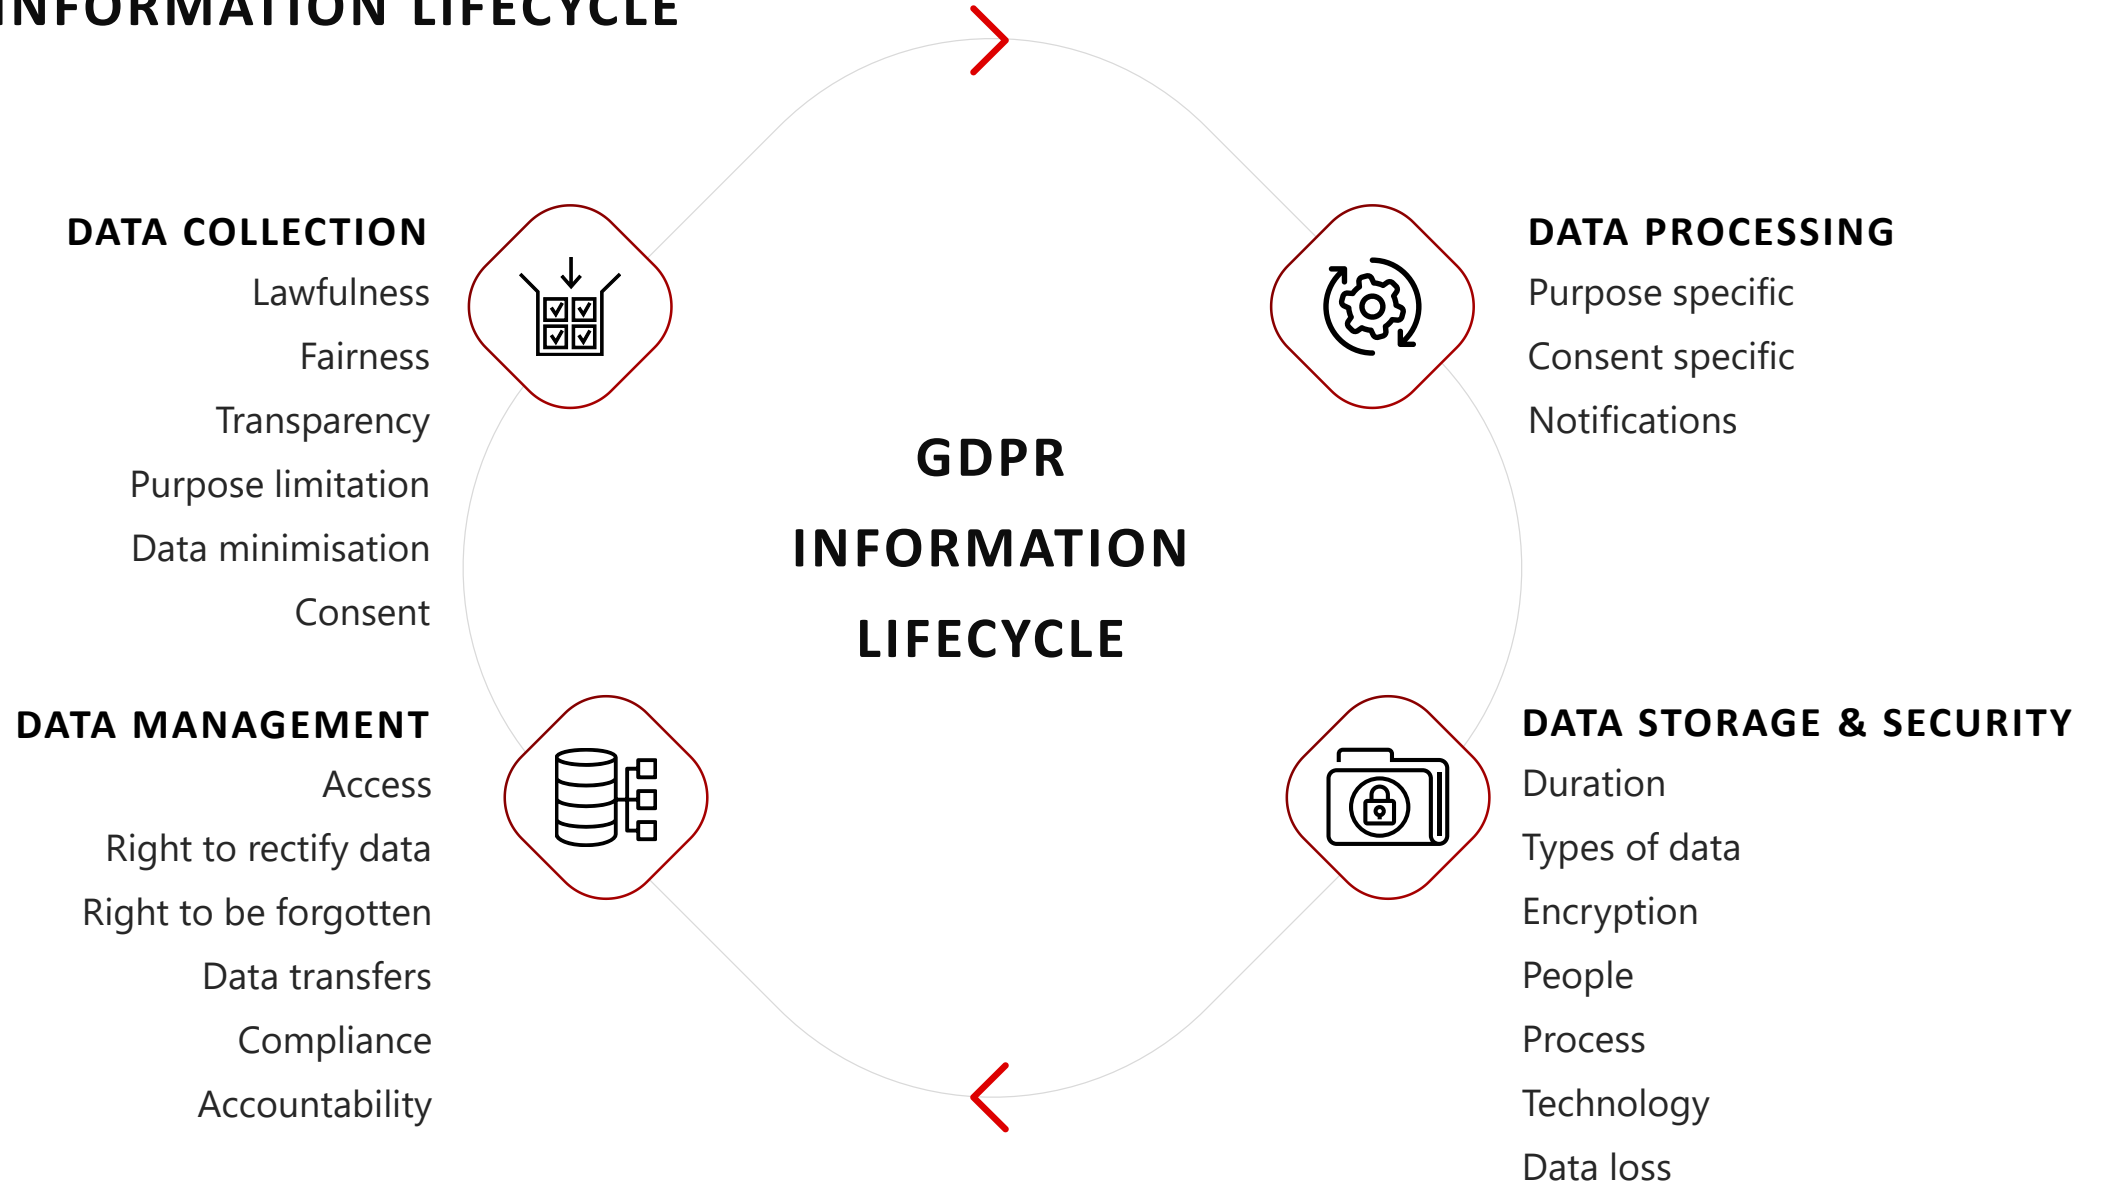 INFORMATION LIFECYCLE
DATA COLLECTION
Lawfulness
Fairness
Transparency
Purpose limitation
Data minimisation
Consent
DATA PROCESSING
Purpose specific
Consent specific
Notifications
GDPR
INFORMATION
LIFECYCLE
DATA MANAGEMENT
Access
Right to rectify data
Right to be forgotten
Data transfers
Compliance
Accountability
DATA STORAGE & SECURITY
Duration
Types of data
Encryption
People
Process
Technology
Data loss